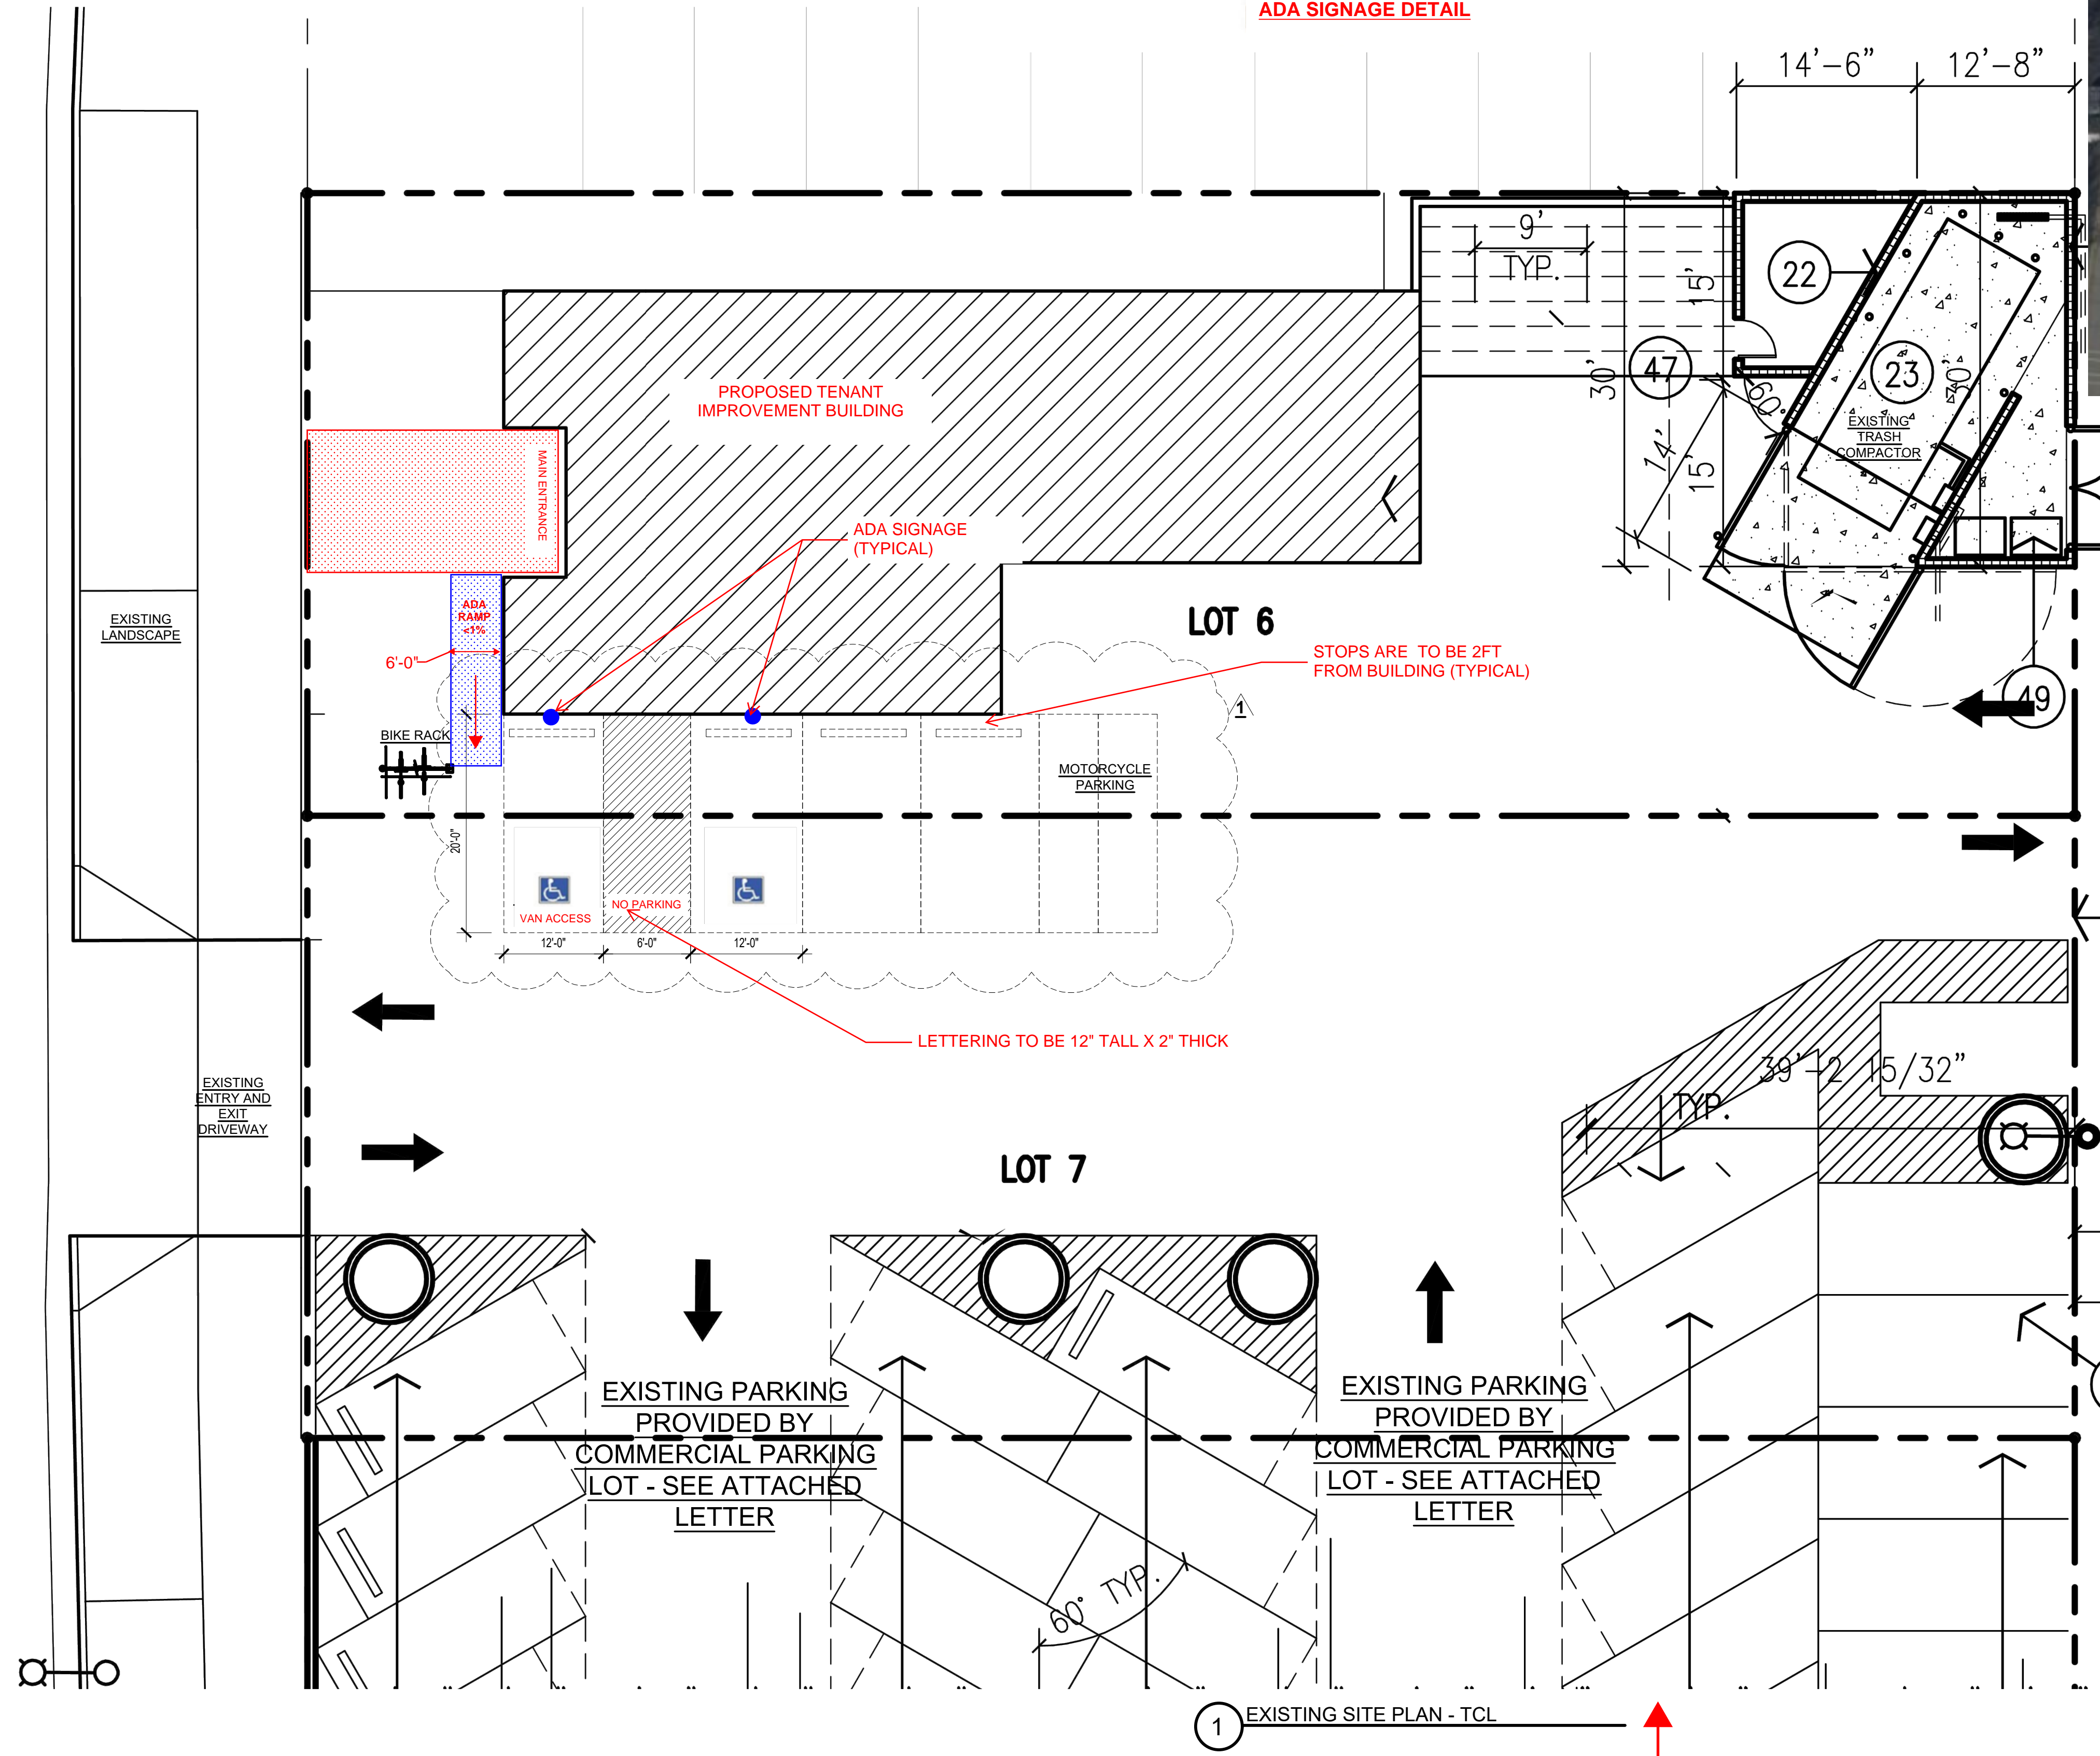 ADA SIGNAGE DETAIL
14'-6"
12'-8"
9'
TYP.
15'
30'
22
47
60°
23
30'
14'
15'
EXISTING
TRASH
COMPACTOR
PROPOSED TENANT
IMPROVEMENT BUILDING
MAIN ENTRANCE
ADA SIGNAGE
(TYPICAL)
EXISTING
LANDSCAPE
ADA
RAMP
<1%
6'-0"
LOT 6
STOPS ARE TO BE 2FT
FROM BUILDING (TYPICAL)
1
49
BIKE RACK
MOTORCYCLE
PARKING
20'-0"
VAN ACCESS
NO PARKING
12'-0"
6'-0"
12'-0"
LETTERING TO BE 12" TALL X 2" THICK
EXISTING
ENTRY AND
EXIT
DRIVEWAY
39'-2 15/32"
TYP.
LOT 7
EXISTING PARKING
PROVIDED BY
COMMERCIAL PARKING
LOT - SEE ATTACHED
LETTER
EXISTING PARKING
PROVIDED BY
COMMERCIAL PARKING
LOT - SEE ATTACHED
LETTER
60° TYP.
1
EXISTING SITE PLAN - TCL